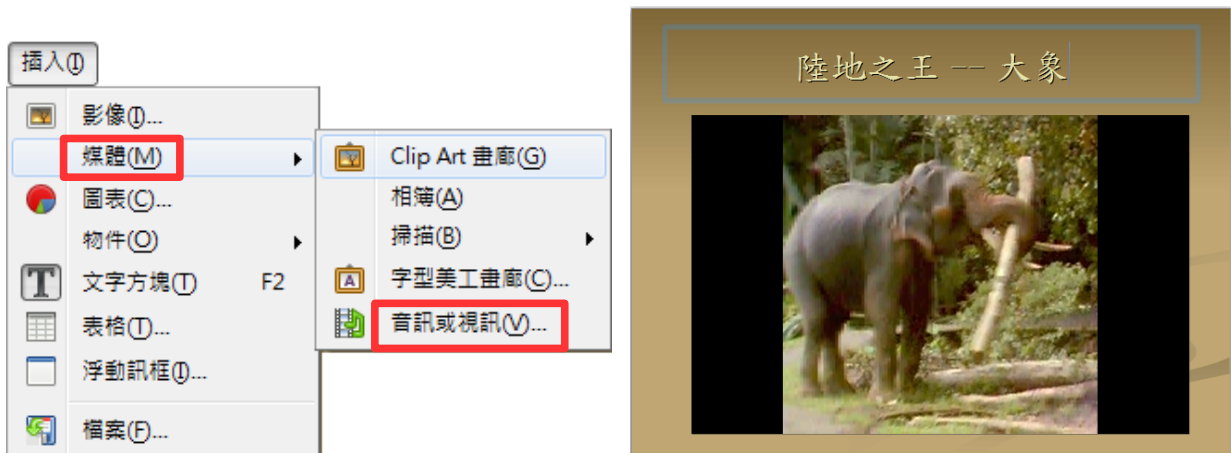 插入(I)
影像(I)...
媒體(M)
圖表(C)...
物件(O)
文字方塊(T) F2
表格(T)...
浮動訊框(I)...
檔案(F)...
Clip Art 畫廊(G)
相簿(A)
掃描(B)
字型美工畫廊(C)...
音訊或視訊(V)...
陸地之王 -- 大象